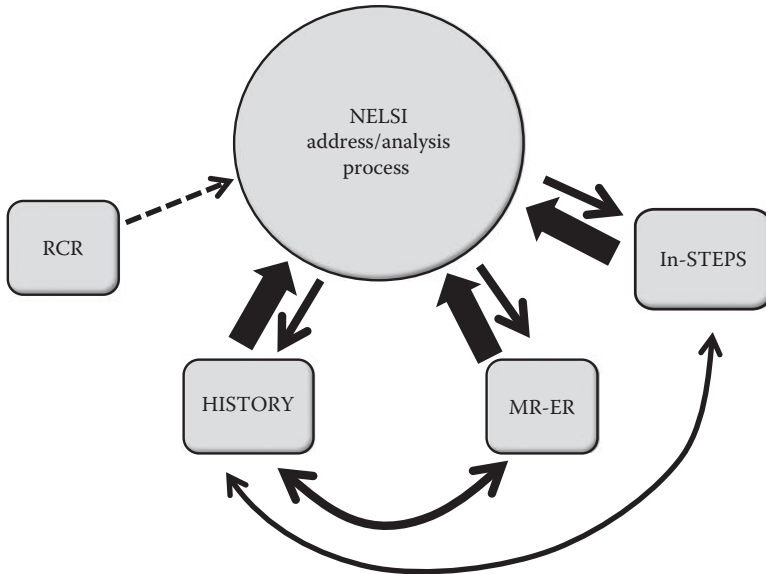 NELSI
address/analysis
process
RCR
In-STEPS
HISTORY
MR-ER